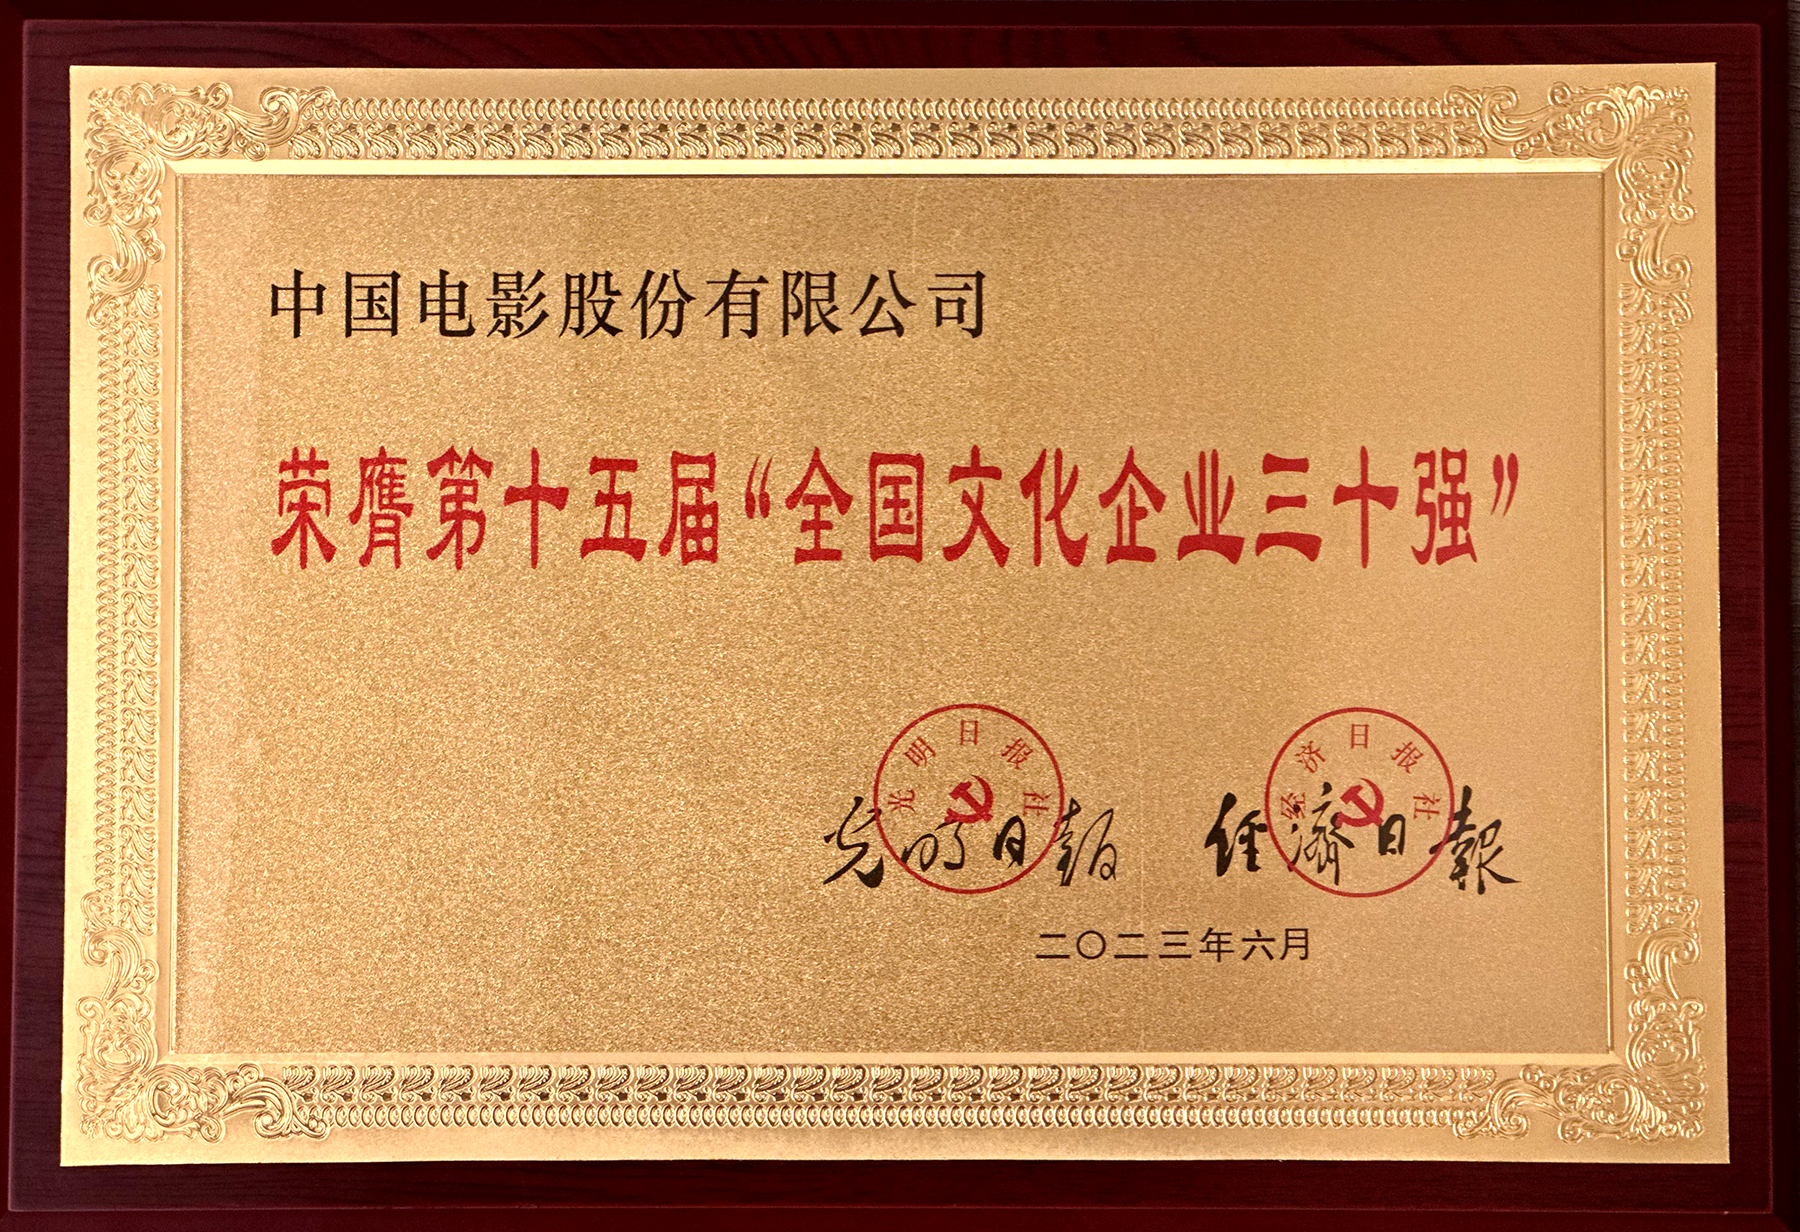 中国电影股份有限公司
荣膺第十五届“全国文化企业三十强”
光明日报社
经济日报社
光明日報
经濟日報
二〇二三年六月